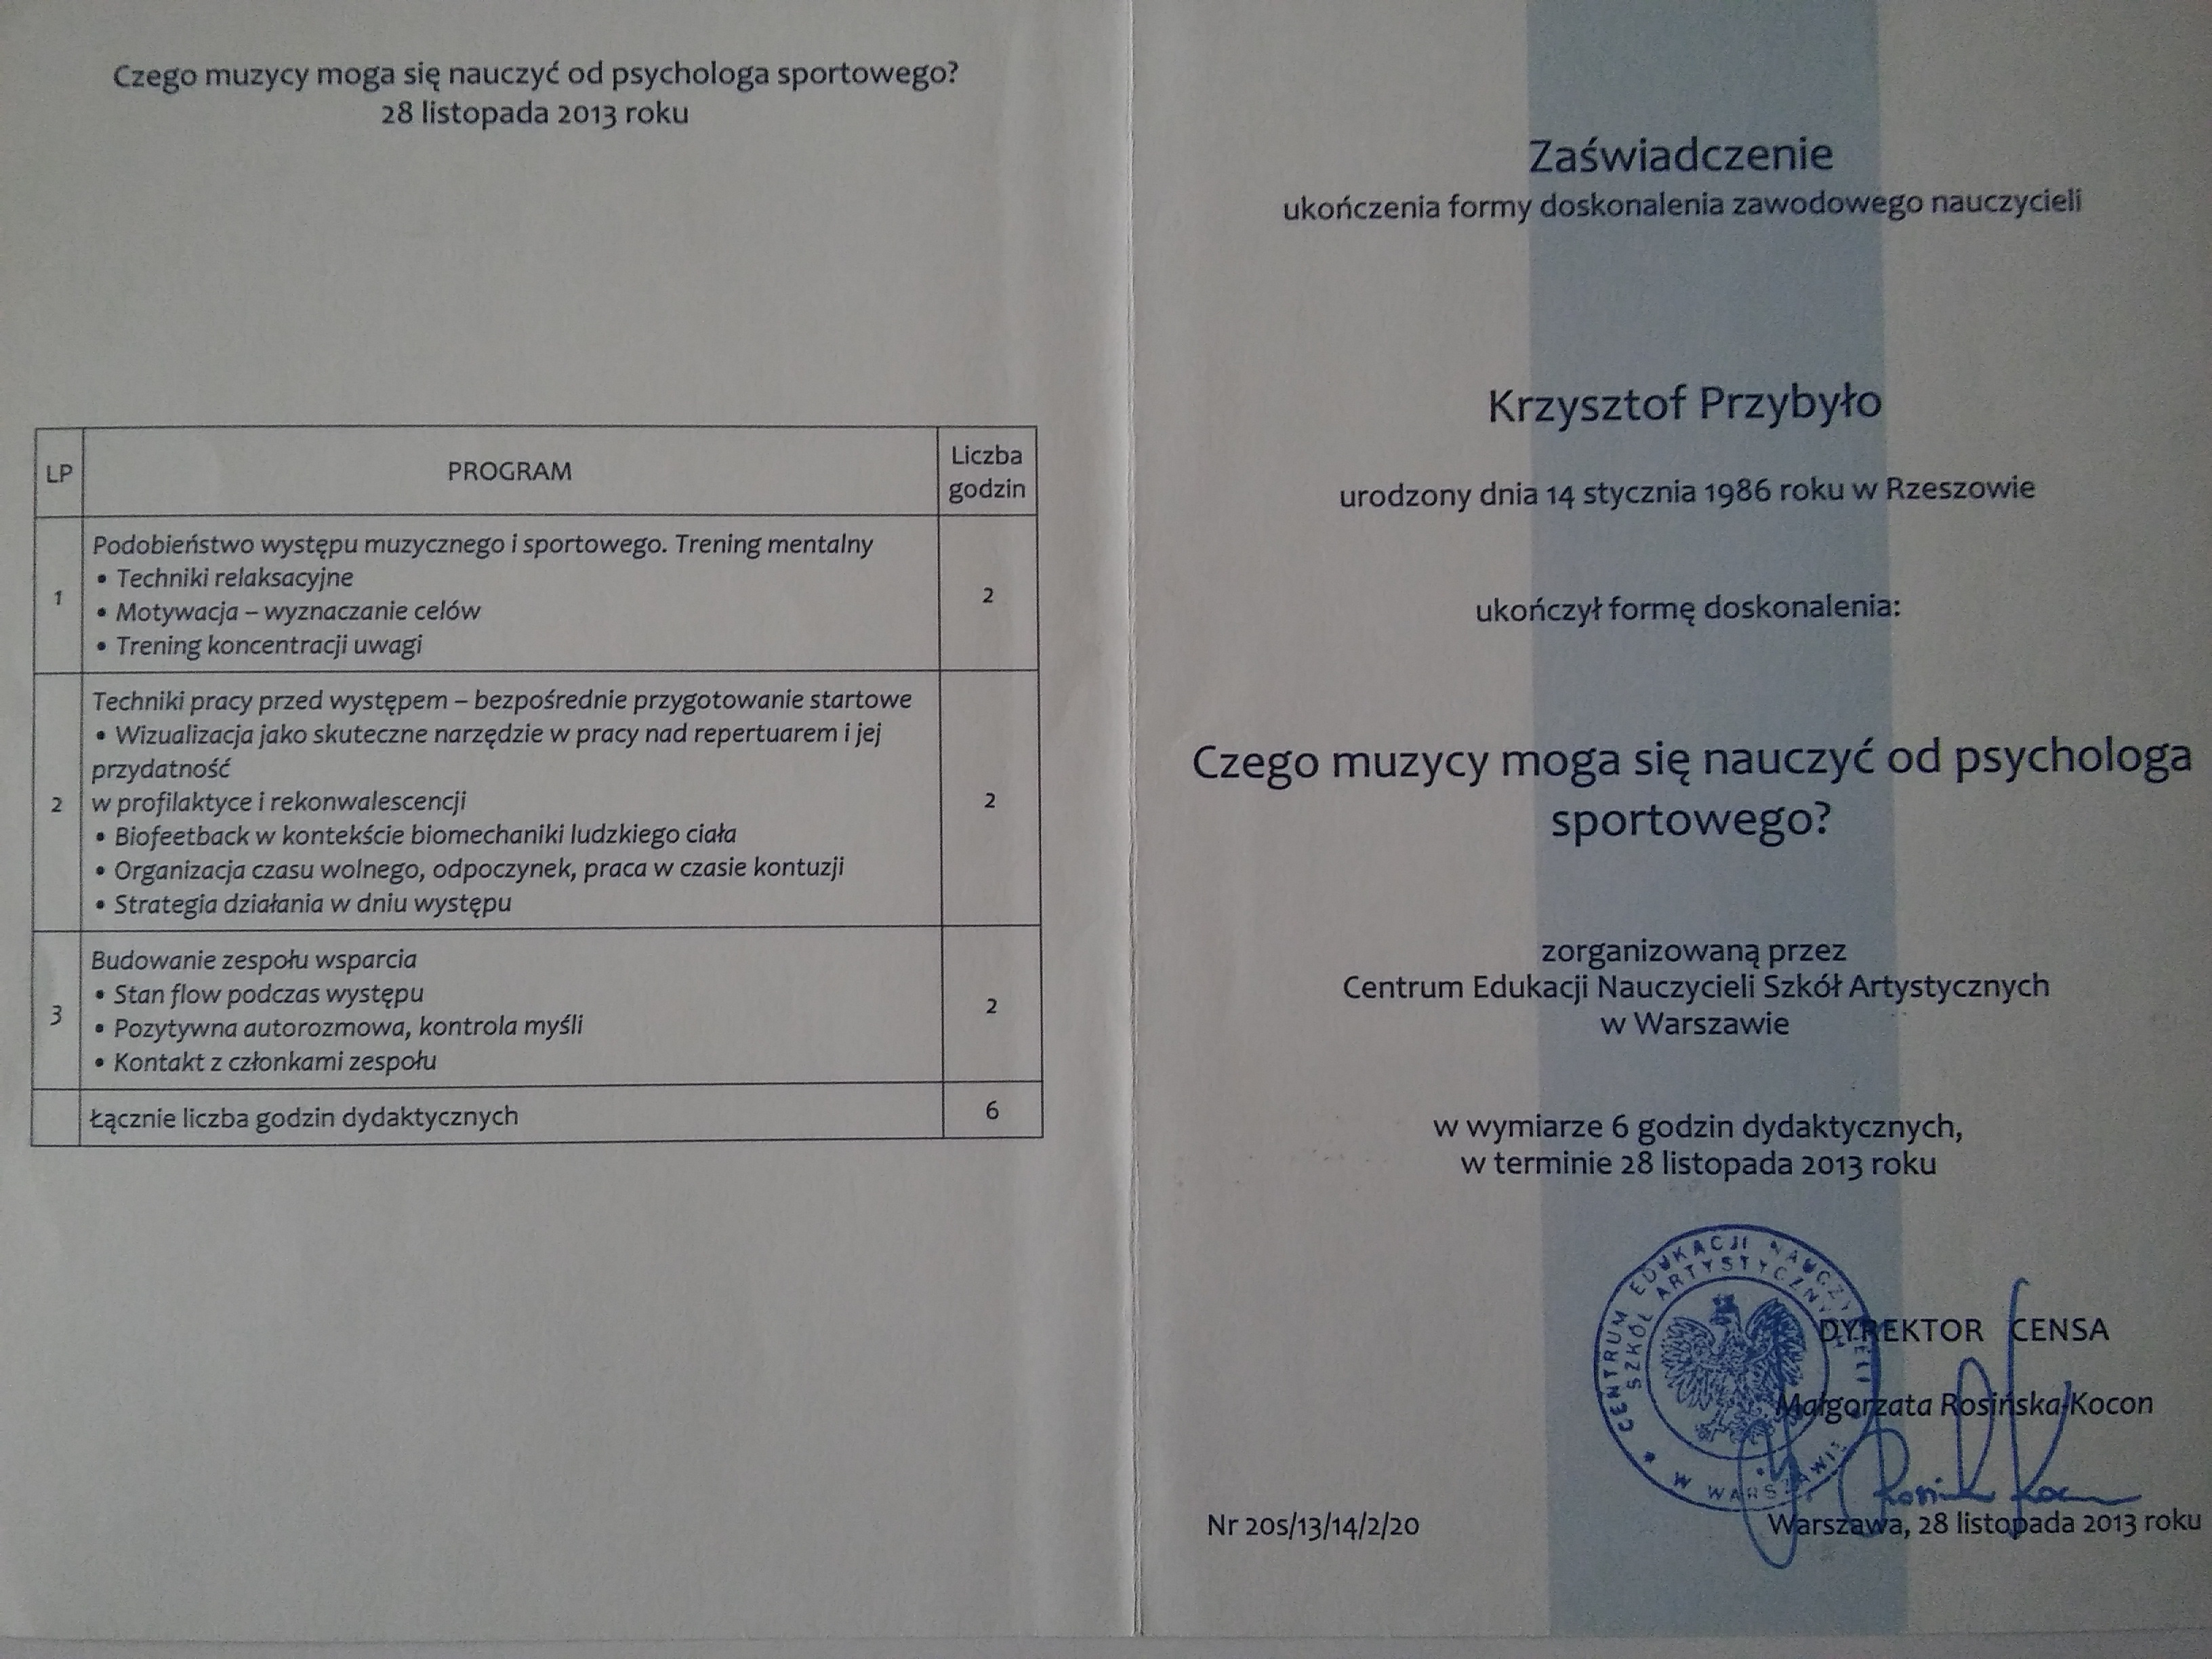 Czego muzycy moga się nauczyć od psychologa sportowego?
28 listopada 2013 roku
LP
PROGRAM
Liczba
godzin
1
Podobieństwo występu muzycznego i sportowego. Trening mentalny
• Techniki relaksacyjne
• Motywacja – wyznaczanie celów
• Trening koncentracji uwagi
2
2
Techniki pracy przed występem – bezpośrednie przygotowanie startowe
• Wizualizacja jako skuteczne narzędzie w pracy nad repertuarem i jej
przydatność
w profilaktyce i rekonwalescencji
• Biofeetback w kontekście biomechaniki ludzkiego ciała
• Organizacja czasu wolnego, odpoczynek, praca w czasie kontuzji
• Strategia działania w dniu występu
2
3
Budowanie zespołu wsparcia
• Stan flow podczas występu
• Pozytywna autorozmowa, kontrola myśli
• Kontakt z członkami zespołu
2
Łącznie liczba godzin dydaktycznych
6
Zaświadczenie
ukończenia formy doskonalenia zawodowego nauczycieli
Krzysztof Przybyło
urodzony dnia 14 stycznia 1986 roku w Rzeszowie
ukończył formę doskonalenia:
Czego muzycy moga się nauczyć od psychologa
sportowego?
zorganizowaną przez
Centrum Edukacji Nauczycieli Szkół Artystycznych
w Warszawie
w wymiarze 6 godzin dydaktycznych,
w terminie 28 listopada 2013 roku
CENTRUM EDUKACJI NAUCZYCIELI
SZKÓŁ ARTYSTYCZNYCH
W WARSZAWIE
DYREKTOR CENSA
Małgorzata Rosińska-Kocon
Nr 20s/13/14/2/20
Warszawa, 28 listopada 2013 roku